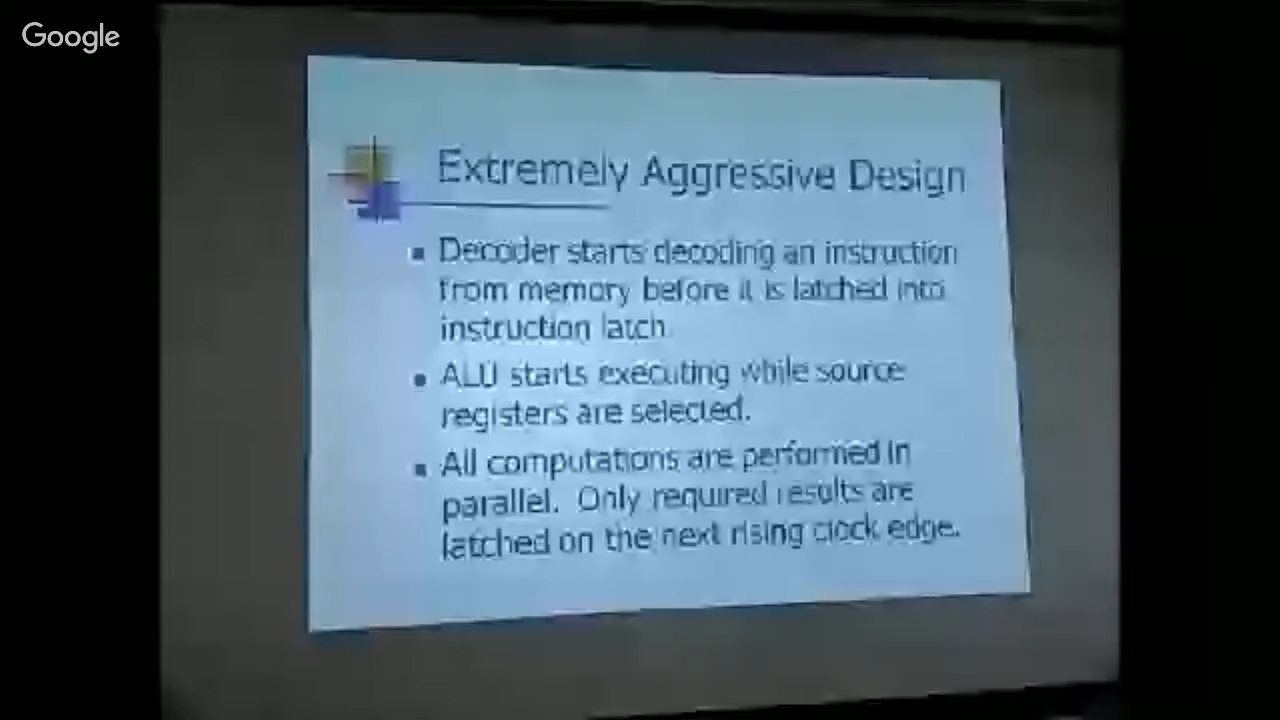 Google
Extremely Aggressive Design
Decoder starts decoding an instruction
from memory before it is latched into
instruction latch.
ALU starts executing while source
registers are selected.
All computations are performed in
parallel. Only required results are
latched on the next rising clock edge.